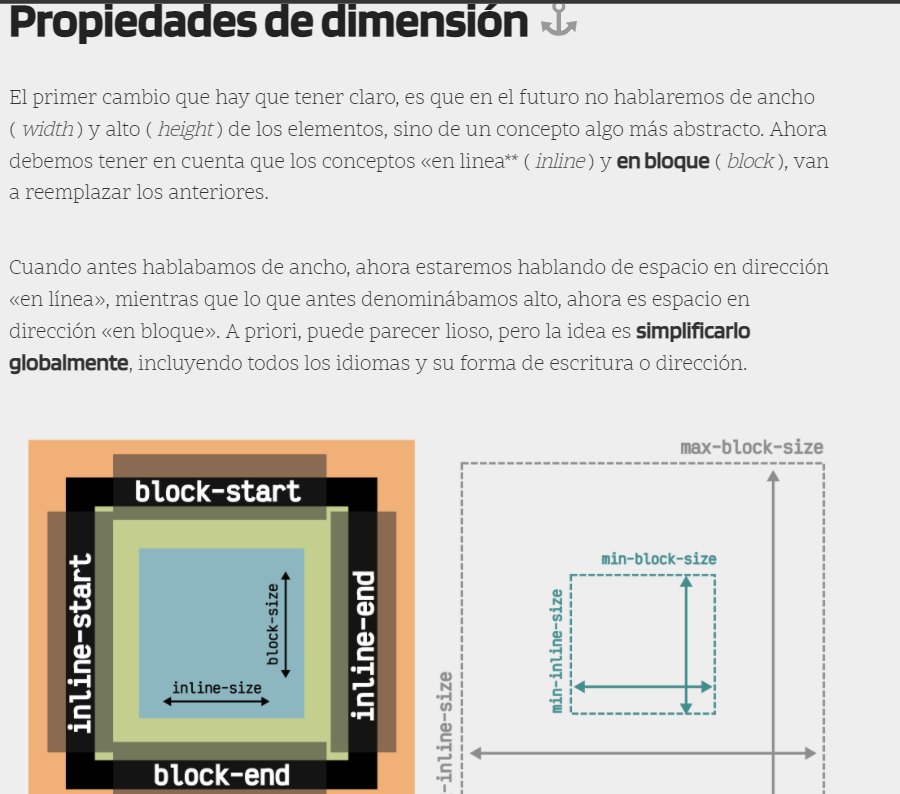 Propiedades de dimensión
El primer cambio que hay que tener claro, es que en el futuro no hablaremos de ancho
( width ) y alto ( height ) de los elementos, sino de un concepto algo más abstracto. Ahora
debemos tener en cuenta que los conceptos «en linea** ( inline ) y en bloque ( block ), van
a reemplazar los anteriores.
Cuando antes hablabamos de ancho, ahora estaremos hablando de espacio en dirección
«en línea», mientras que lo que antes denominábamos alto, ahora es espacio en
dirección «en bloque». A priori, puede parecer lioso, pero la idea es simplificarlo
globalmente, incluyendo todos los idiomas y su forma de escritura o dirección.
block-start
inline-start
block-size
inline-size
inline-end
block-end
max-block-size
min-block-size
min-inline-size
-inline-size